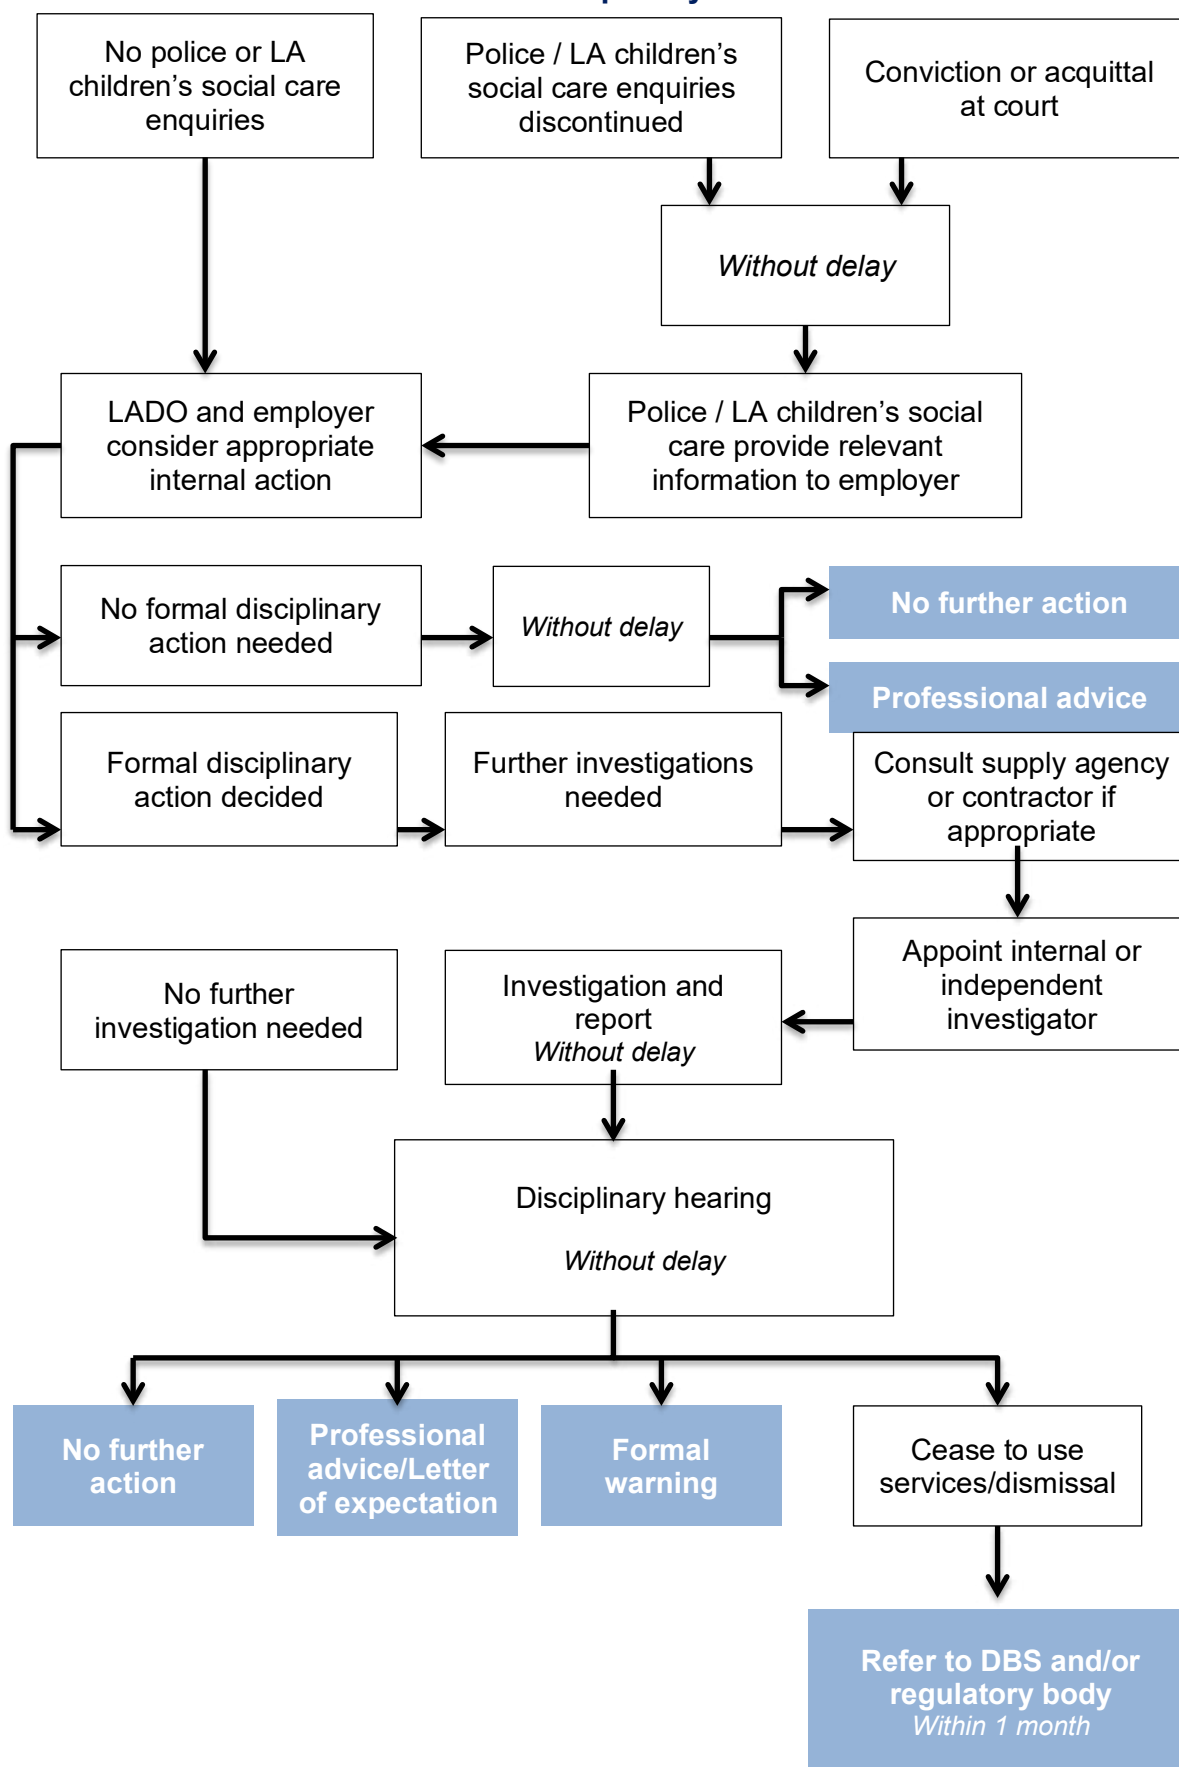 No police or LA
children’s social care
enquiries
Police / LA children’s
social care enquiries
discontinued
Conviction or acquittal
at court
Without delay
LADO and employer
consider appropriate
internal action
Police / LA children’s social
care provide relevant
information to employer
No formal disciplinary
action needed
Without delay
No further action
Professional advice
Formal disciplinary
action decided
Further investigations
needed
Consult supply agency
or contractor if
appropriate
No further
investigation needed
Investigation and
report
Without delay
Appoint internal or
independent
investigator
Disciplinary hearing
Without delay
No further
action
Professional
advice/Letter
of expectation
Formal
warning
Cease to use
services/dismissal
Refer to DBS and/or
regulatory body
Within 1 month